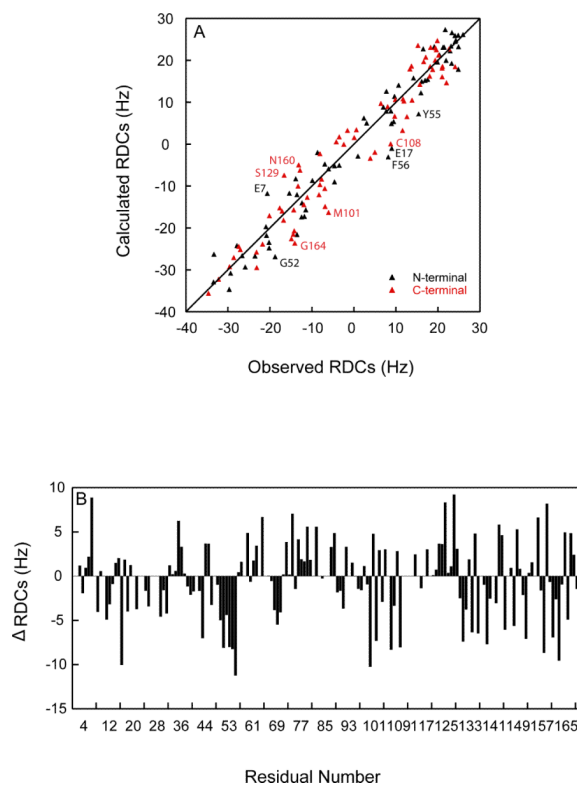 A
30
20
10
0
-10
-20
-30
-40
Calculated RDCs (Hz)
Y55
C108
E17
F56
N160
S129
E7
M101
G164
G52
N-terminal
C-terminal
-40 -30 -20 -10 0 10 20 30
Observed RDCs (Hz)
B
10
5
0
-5
-10
-15
Δ RDCs (Hz)
4 12 20 28 36 44 53 61 69 77 85 93 101 109 117 125 133 141 149 157 165
Residual Number